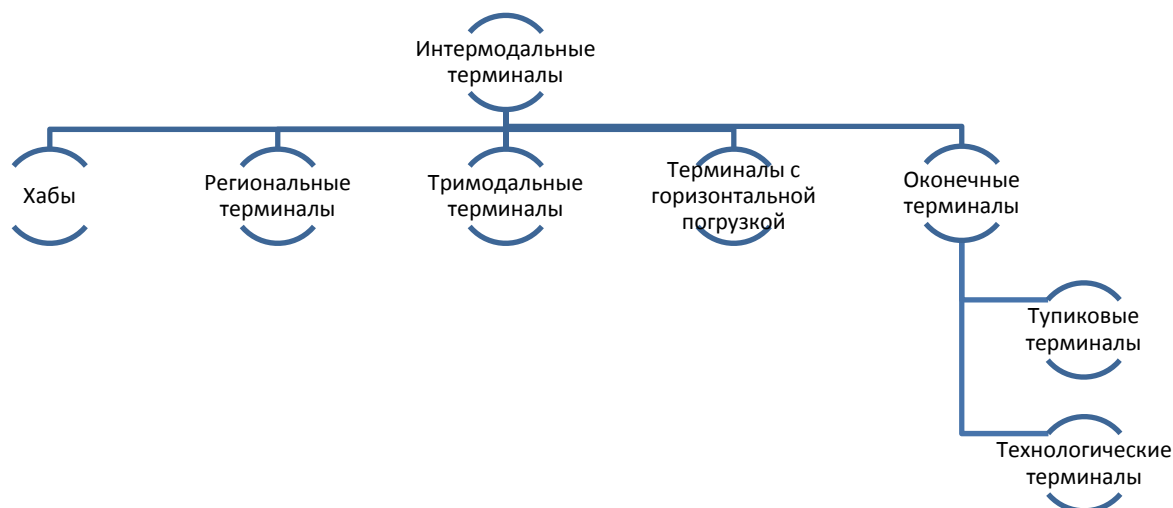 Интермодальные
терминалы
Хабы
Региональные
терминалы
Тримодальные
терминалы
Терминалы с
горизонтальной
погрузкой
Оконечные
терминалы
Тупиковые
терминалы
Технологические
терминалы